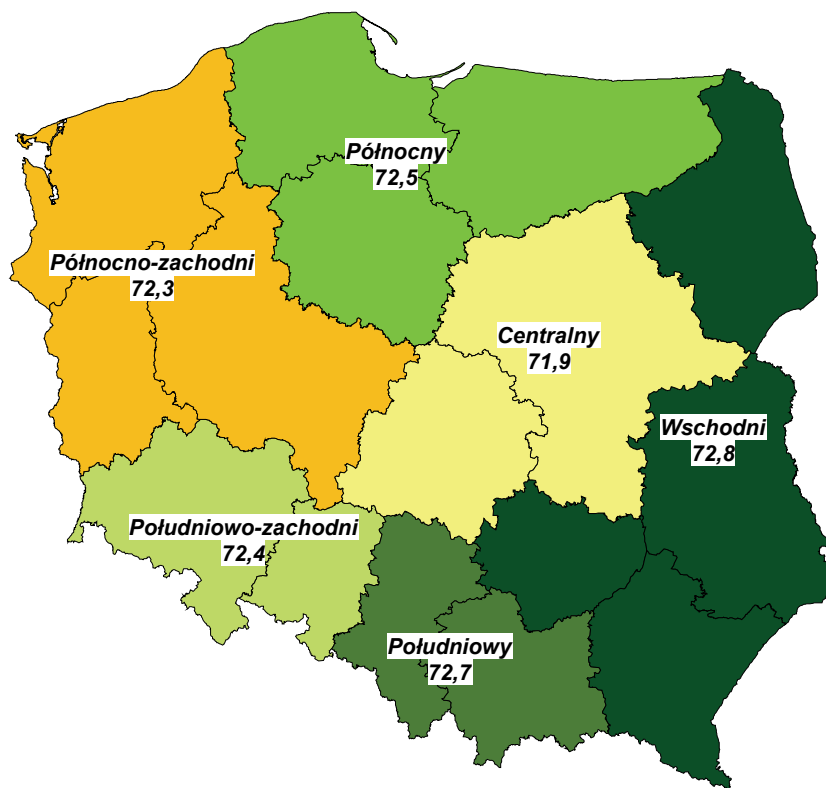 Północny
72,5
Północno-zachodni
72,3
Centralny
71,9
Wschodni
72,8
Południowo-zachodni
72,4
Południowy
72,7